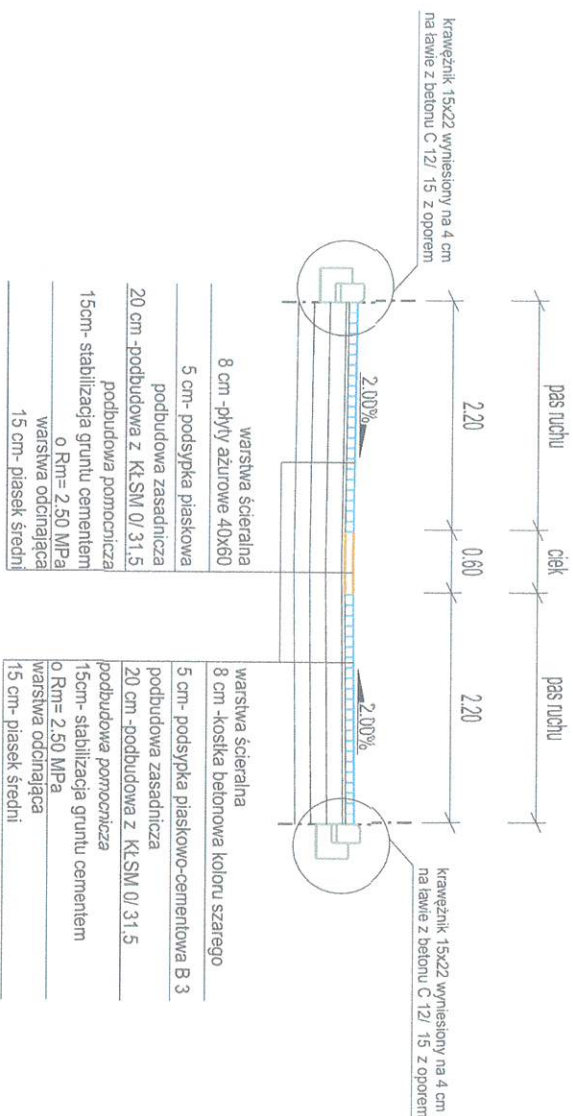 krawężnik 15x22 wyniesiony na 4 cm
na ławie z betonu C 12/ 15 z oporem
pas ruchu
ciek
pas ruchu
2.20
0.60
2.20
krawężnik 15x22 wyniesiony na 4 cm
na ławie z betonu C 12/ 15 z oporem
2.00%
2.00%
warstwa ścieralna
8 cm -płyty ażurowe 40x60
5 cm- podsypka piaskowa
podbudowa zasadnicza
20 cm -podbudowa z KŁSM 0/ 31,5
podbudowa pomocnicza
15cm- stabilizacja gruntu cementem
o Rm= 2.50 MPa
warstwa odcinająca
15 cm- piasek średni
warstwa ścieralna
8 cm -kostka betonowa koloru szarego
5 cm- podsypka piaskowo-cementowa B 3
podbudowa zasadnicza
20 cm -podbudowa z KŁSM 0/ 31,5
podbudowa pomocnicza
15cm- stabilizacja gruntu cementem
o Rm= 2.50 MPa
warstwa odcinająca
15 cm- piasek średni